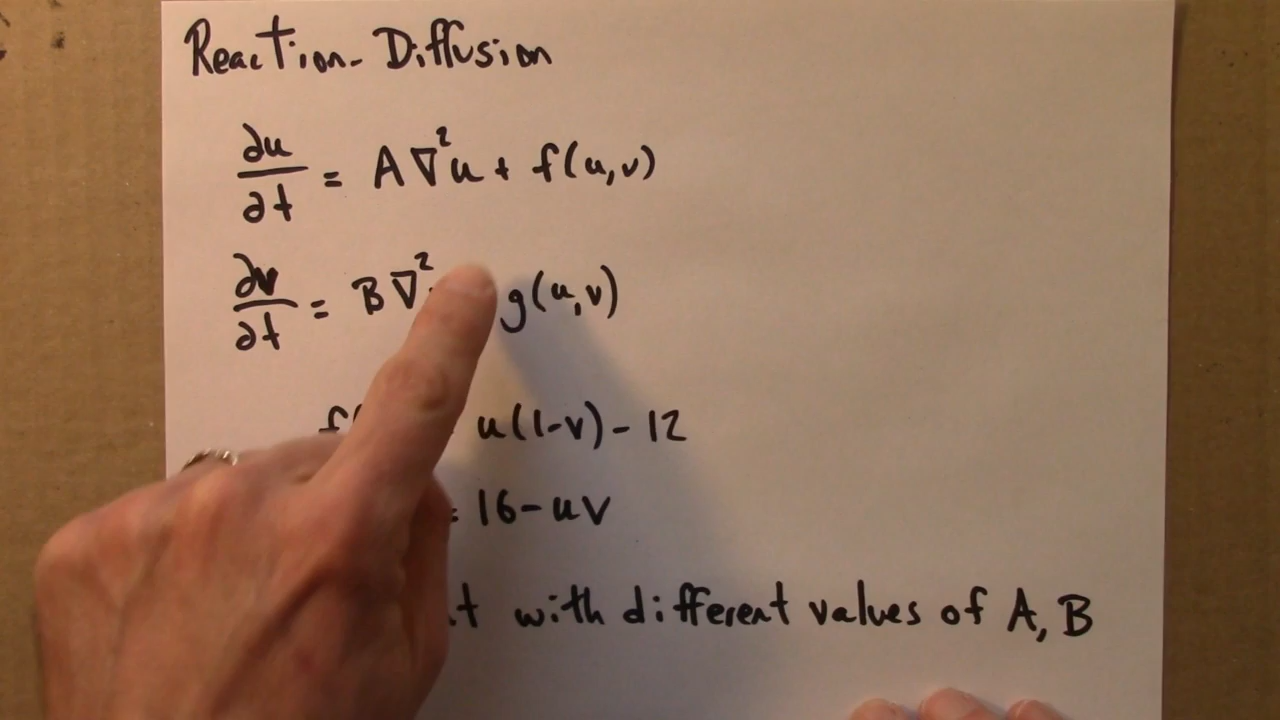 Reaction-Diffusion
∂u/∂t = A∇²u + f(u,v)
∂v/∂t = B∇² g(u,v)
f( u(1-v)-12
= 16-uv
with different values of A, B